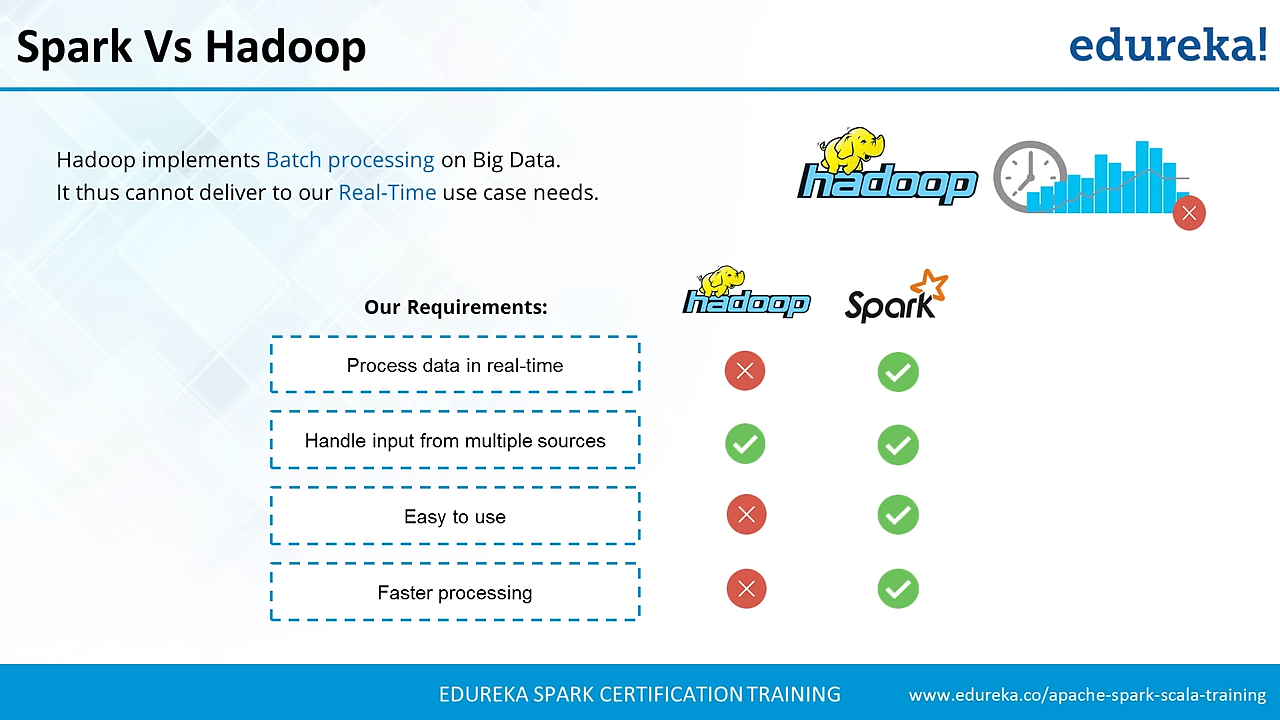 Spark Vs Hadoop
edureka!
Hadoop implements Batch processing on Big Data.
It thus cannot deliver to our Real-Time use case needs.
hadoop
Our Requirements:
hadoop
Spark
Process data in real-time
Handle input from multiple sources
Easy to use
Faster processing
EDUREKA SPARK CERTIFICATION TRAINING
www.edureka.co/apache-spark-scala-training